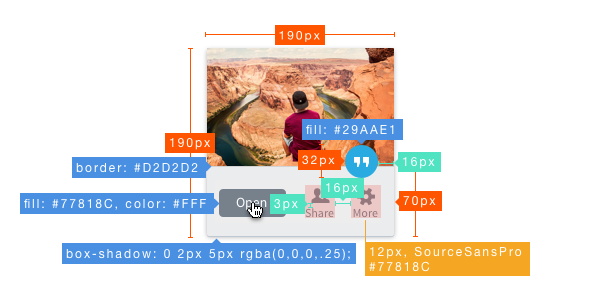 190px
fill: #29AAE1
190px
32px
16px
border: #D2D2D2
16px
fill: #77818C, color: #FFF
Open
3px
70px
Share
More
box-shadow: 0 2px 5px rgba(0,0,0,.25);
12px, SourceSansPro
#77818C